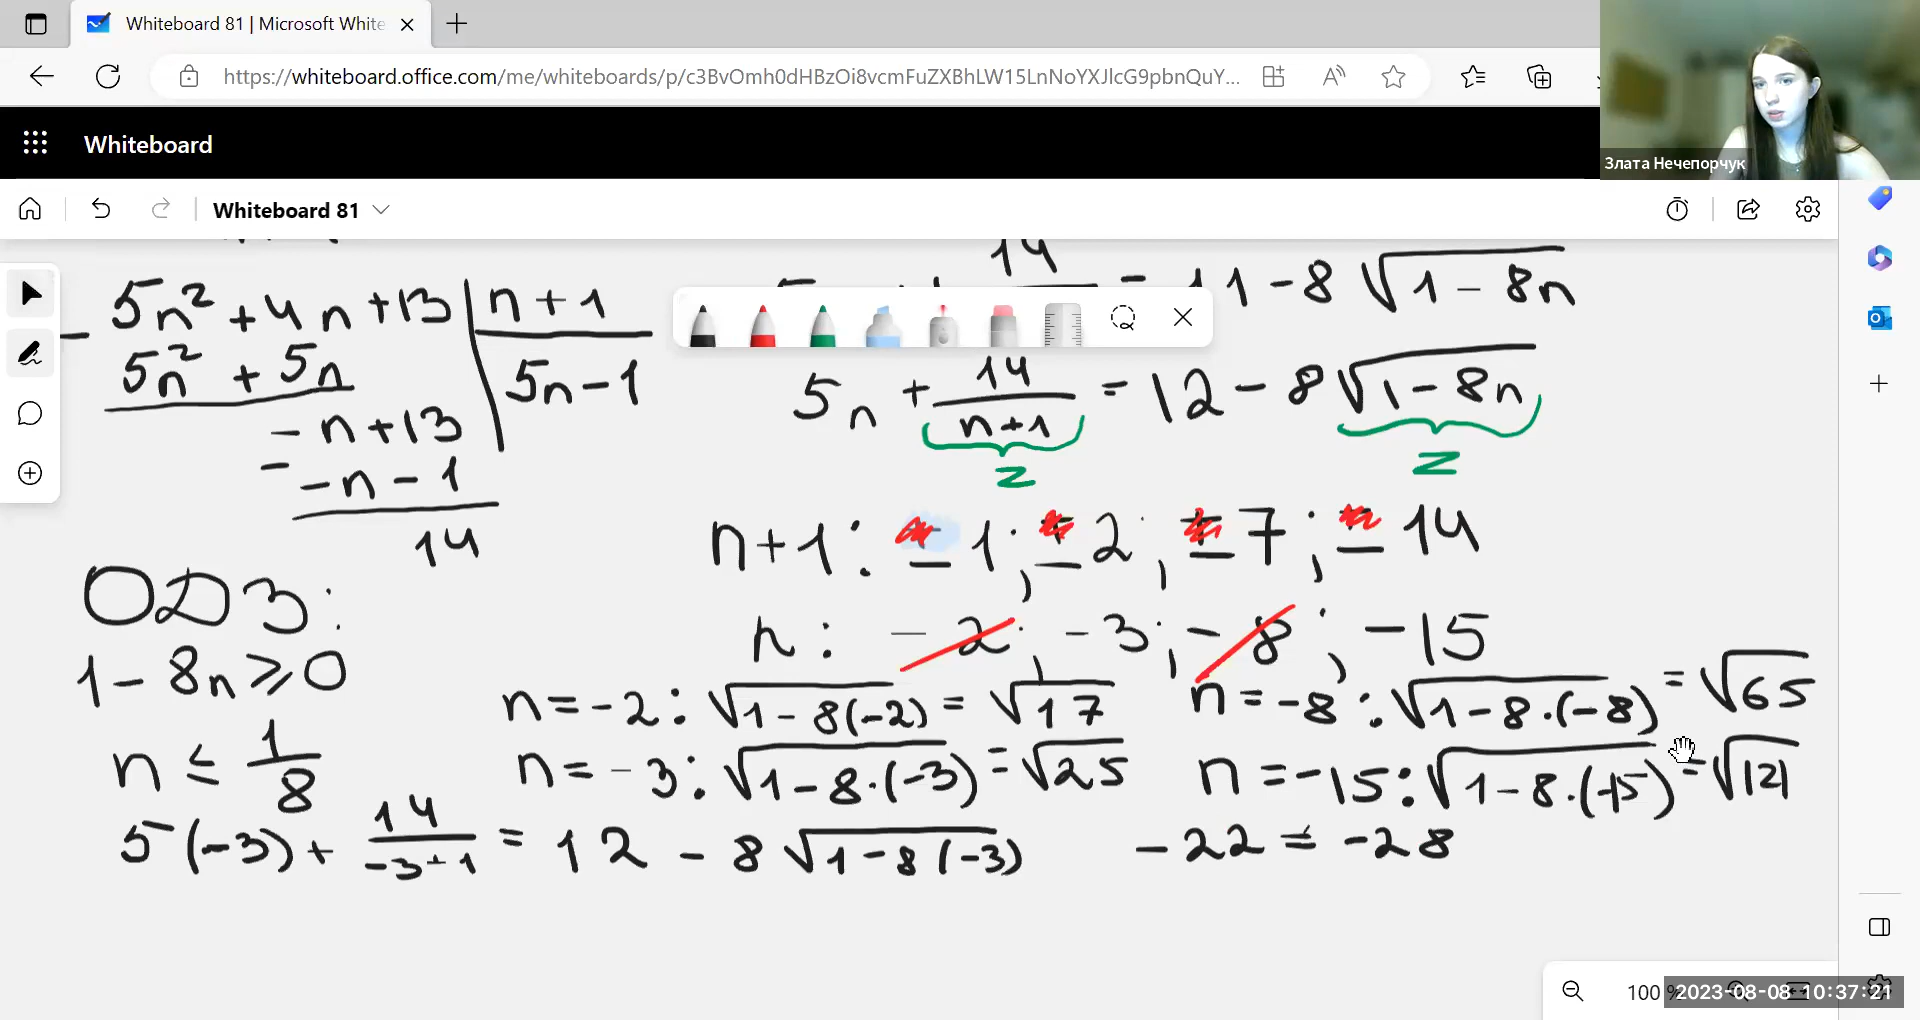 Whiteboard 81 | Microsoft White
https://whiteboard.office.com/me/whiteboards/p/c3BvOmh0dHBzOi8vcmFuZXBhLW15LnNoYXJlcG9pbnQuY...
Злата Нечепорчук
Whiteboard
Whiteboard 81
5n² + 4n + 13 | n + 1
5n² + 5n
5n - 1
-n + 13
-n - 1
14
14
11 - 8√1 - 8n
5n + 14/n+1 = 12 - 8√1 - 8n
z z
n+1: ±1; ±2; ±7; ±14
n: -2; -3; -8; -15
ОДЗ:
1 - 8n ⩾ 0
n ≤ 1/8
n = -2: √1 - 8(-2) = √17
n = -8: √1 - 8·(-8) = √65
n = -3: √1 - 8·(-3) = √25
n = -15: √1 - 8·(-15) = √121
5(-3) + 14/-3+1 = 12 - 8√1 - 8(-3)
-22 = -28
100 %
2023-08-08 10:37:21